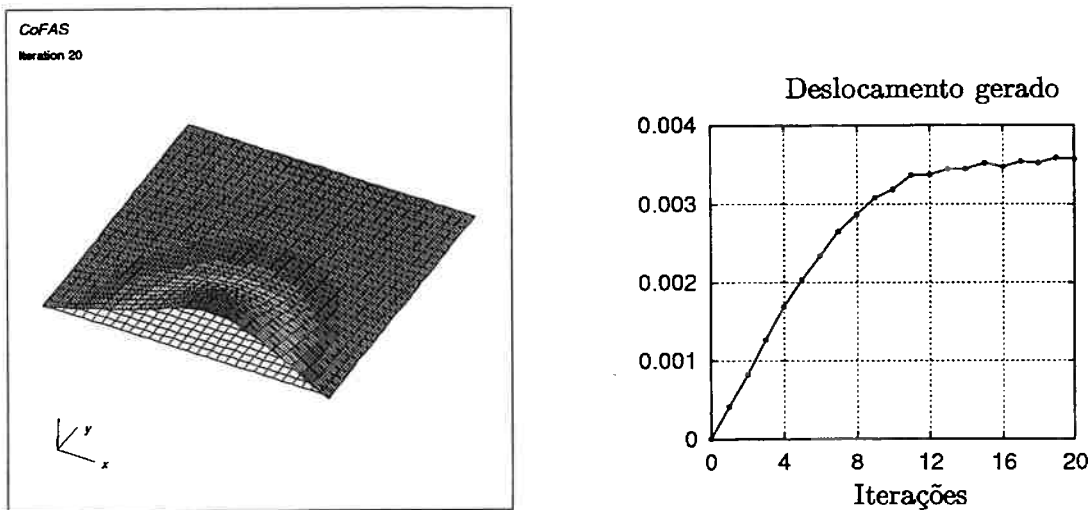 CoFAS
Iteration 20
y
x
Deslocamento gerado
0.004
0.003
0.002
0.001
0
0 4 8 12 16 20
Iterações